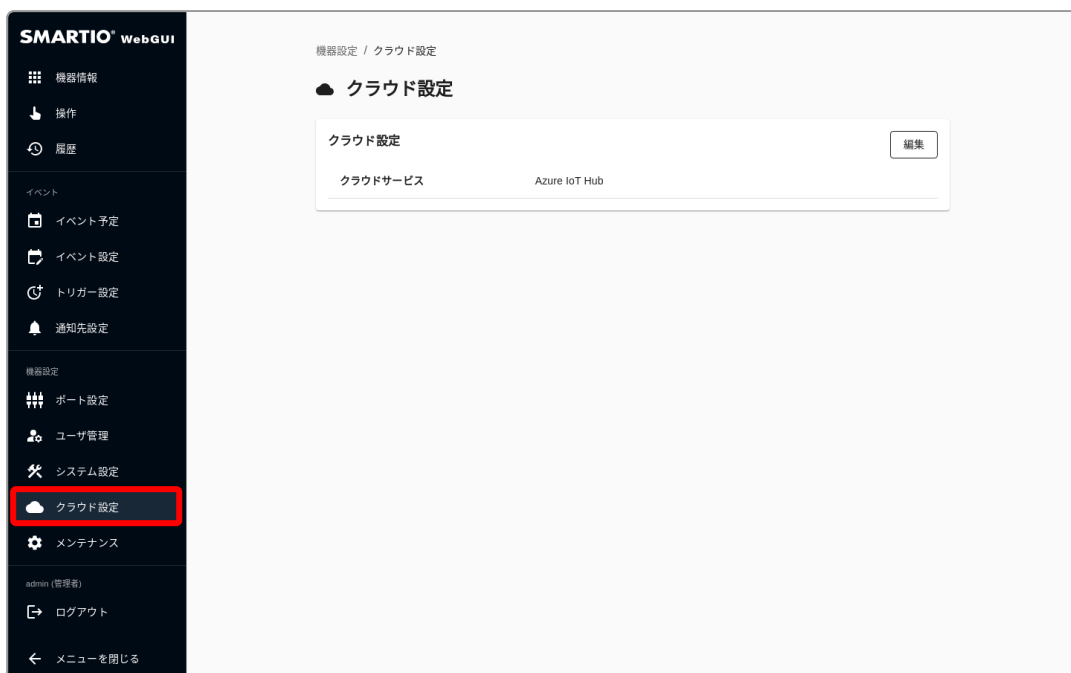 SMARTIO® WebGUI
機器情報
操作
履歴
イベント
イベント予定
イベント設定
トリガー設定
通知先設定
機器設定
ポート設定
ユーザ管理
システム設定
クラウド設定
メンテナンス
admin (管理者)
ログアウト
メニューを閉じる
機器設定 / クラウド設定
クラウド設定
クラウド設定
編集
クラウドサービス Azure IoT Hub